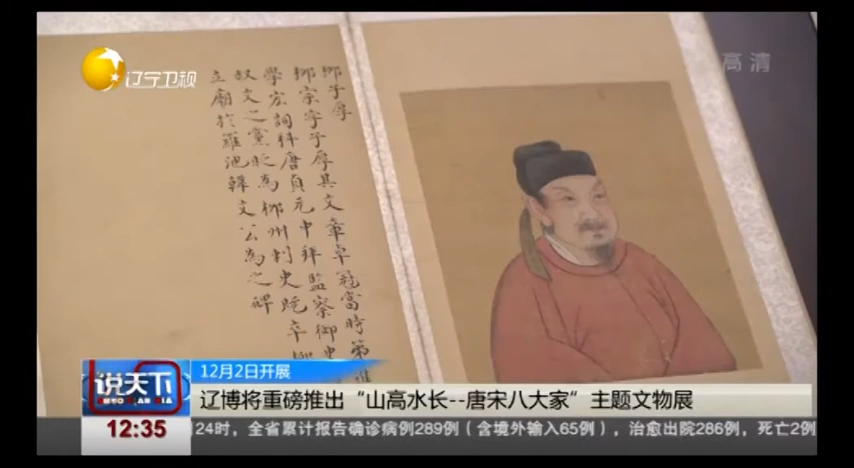 辽宁卫视
高清
柳子厚
柳宗字子厚其文章卓冠當時第進
學宏詞科唐貞元中拜監察御史
叔文之黨貶為柳州刺史既卒柳
立廟於羅池韓文公為之碑
12月2日开展
说天下
SHUO TIAN XIA
辽博将重磅推出“山高水长--唐宋八大家”主题文物展
12:35
24时，全省累计报告确诊病例289例（含境外输入65例），治愈出院286例，死亡2例